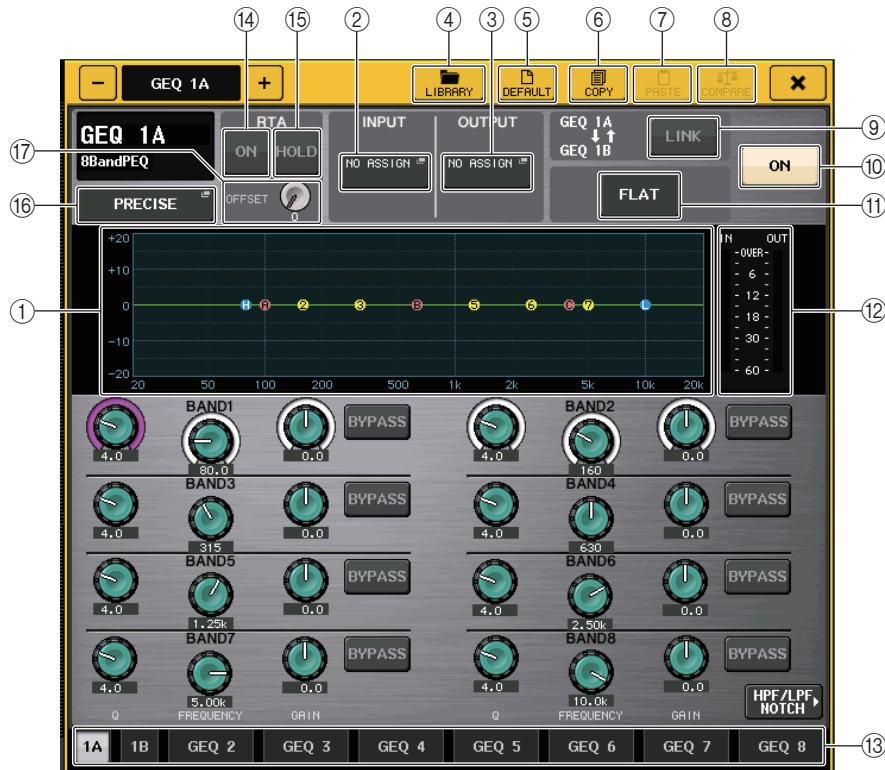 ⑭ ⑮ ② ④ ③ ⑤ ⑥ ⑦ ⑧
− GEQ 1A + LIBRARY DEFAULT COPY PASTE COMPARE ×
GEQ 1A
8BandPEQ
RTA
ON HOLD
INPUT
NO ASSIGN
OUTPUT
NO ASSIGN
GEQ 1A
↓↑
GEQ 1B
LINK
⑨
ON
⑩
⑰
OFFSET
0
⑯
PRECISE
FLAT
⑪
①
+20
+10
0
−10
−20
H A 2 3 B 5 6 C 7 L
20 50 100 200 500 1k 2k 5k 10k 20k
IN OUT
-OVER-
- 6 -
- 12 -
- 18 -
- 30 -
- 60 -
⑫
BAND1
4.0 80.0 0.0 BYPASS
BAND2
4.0 160 0.0 BYPASS
BAND3
4.0 315 0.0 BYPASS
BAND4
4.0 630 0.0 BYPASS
BAND5
4.0 1.25k 0.0 BYPASS
BAND6
4.0 2.50k 0.0 BYPASS
BAND7
4.0 5.00k 0.0 BYPASS
BAND8
4.0 10.0k 0.0 BYPASS
Q FREQUENCY GAIN Q FREQUENCY GAIN
HPF/LPF
NOTCH
1A 1B GEQ 2 GEQ 3 GEQ 4 GEQ 5 GEQ 6 GEQ 7 GEQ 8
⑬